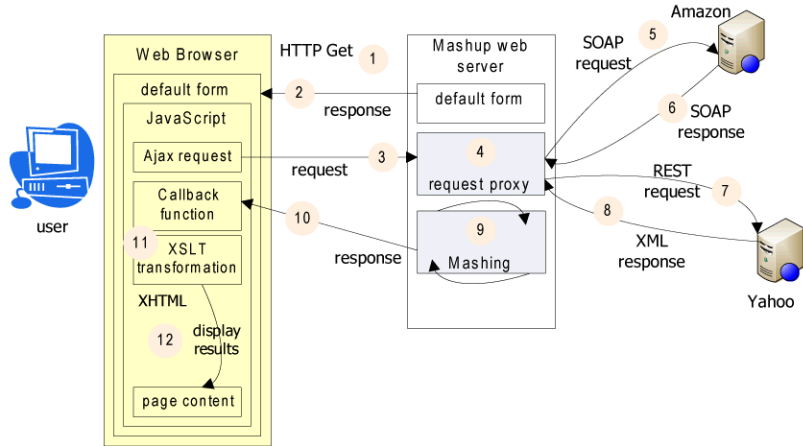 Amazon
Web Browser
HTTP Get
1
Mashup web
server
5
SOAP
request
default form
2
response
default form
6
SOAP
response
JavaScript
Ajax request
3
request
4
request proxy
REST
request
7
Callback
function
10
response
9
Mashing
8
XML
response
user
11
XSLT
transformation
Yahoo
XHTML
12
display
results
page content